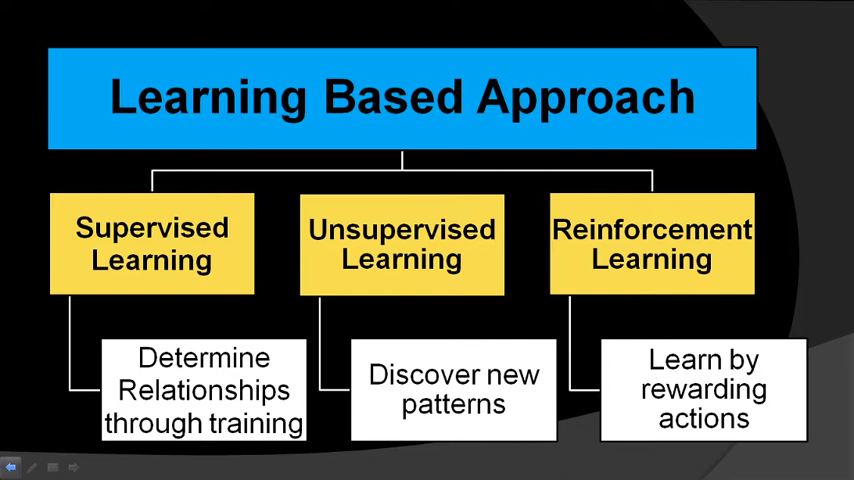 Learning Based Approach
Supervised
Learning
Unsupervised
Learning
Reinforcement
Learning
Determine
Relationships
through training
Discover new
patterns
Learn by
rewarding
actions